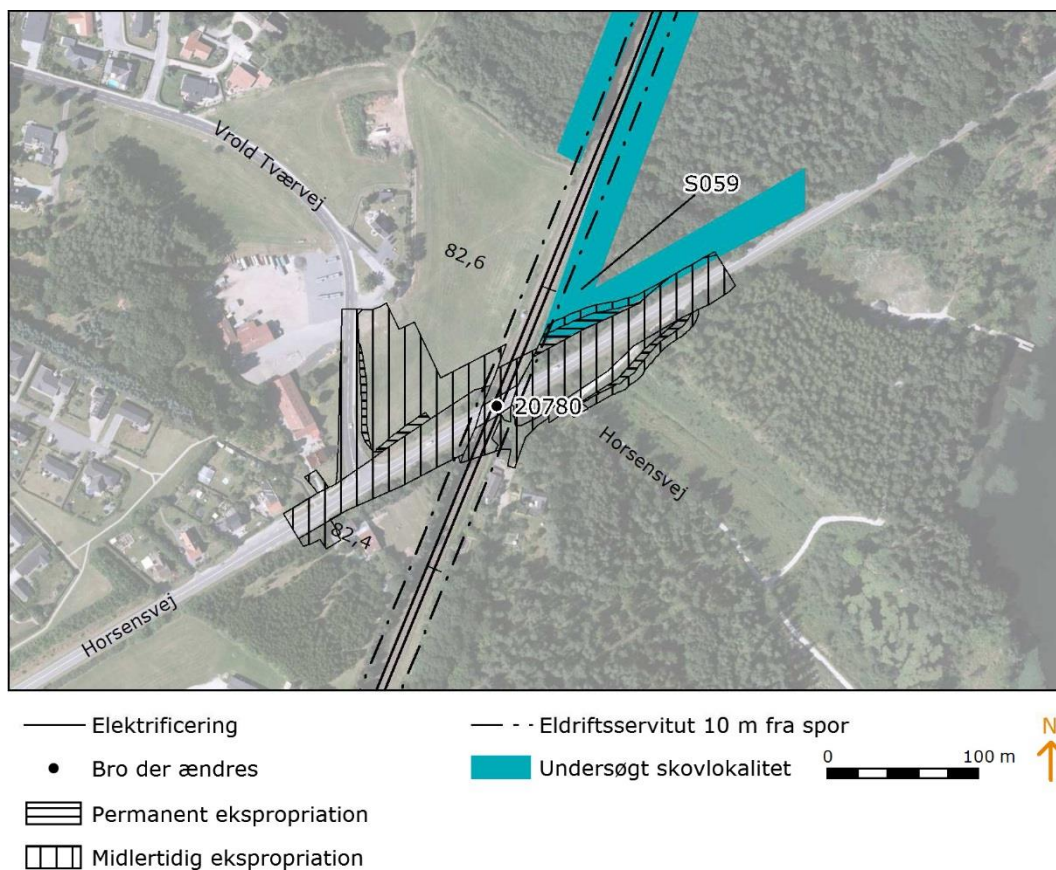 Vrold Tværvej
S059
82,6
20780
Horsensvej
82,4
Horsensvej
Elektrificering
Bro der ændres
Permanent ekspropriation
Midlertidig ekspropriation
Eldriftsservitut 10 m fra spor
Undersøgt skovlokalitet
0 100 m
N